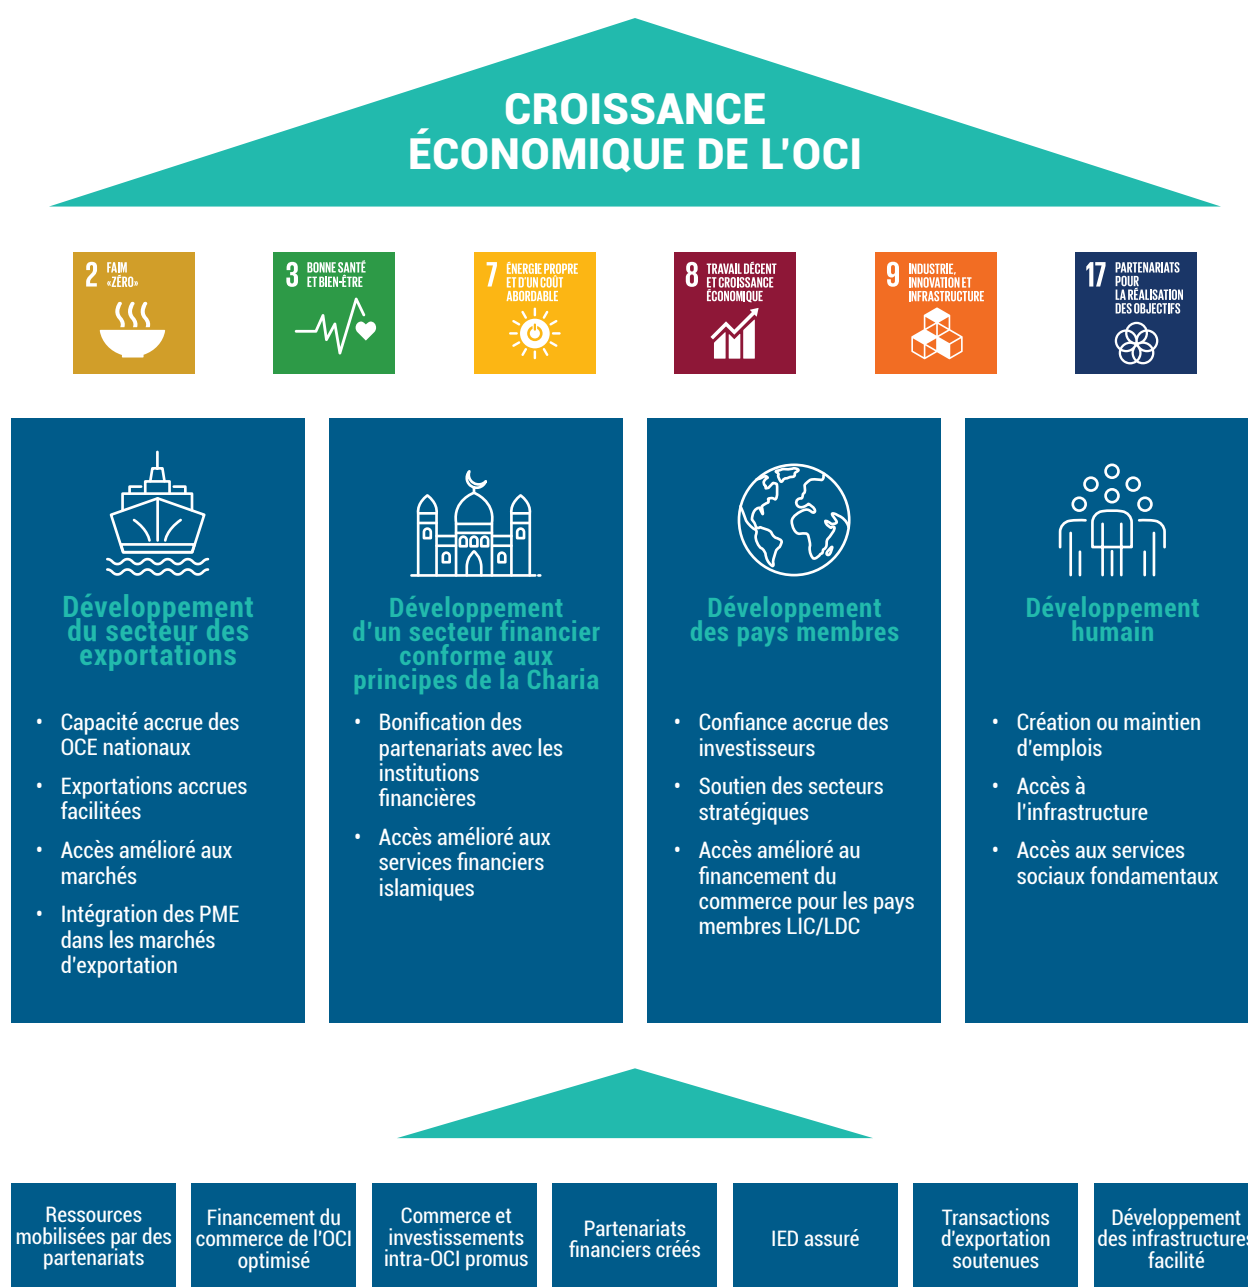 CROISSANCE
ÉCONOMIQUE DE L'OCI
2 FAIM
«ZÉRO»
3 BONNE SANTÉ
ET BIEN-ÊTRE
7 ÉNERGIE PROPRE
ET D'UN COÛT
ABORDABLE
8 TRAVAIL DÉCENT
ET CROISSANCE
ÉCONOMIQUE
9 INDUSTRIE,
INNOVATION ET
INFRASTRUCTURE
17 PARTENARIATS
POUR
LA RÉALISATION
DES OBJECTIFS
Développement
du secteur des
exportations
• Capacité accrue des
OCE nationaux
• Exportations accrues
facilitées
• Accès amélioré aux
marchés
• Intégration des PME
dans les marchés
d'exportation
Développement
d'un secteur financier
conforme aux
principes de la Charia
• Bonification des
partenariats avec les
institutions
financières
• Accès amélioré aux
services financiers
islamiques
Développement
des pays membres
• Confiance accrue des
investisseurs
• Soutien des secteurs
stratégiques
• Accès amélioré au
financement du
commerce pour les pays
membres LIC/LDC
Développement
humain
• Création ou maintien
d'emplois
• Accès à
l'infrastructure
• Accès aux services
sociaux fondamentaux
Ressources
mobilisées par des
partenariats
Financement du
commerce de l'OCI
optimisé
Commerce et
investissements
intra-OCI promus
Partenariats
financiers créés
IED assuré
Transactions
d'exportation
soutenues
Développement
des infrastructures
facilité